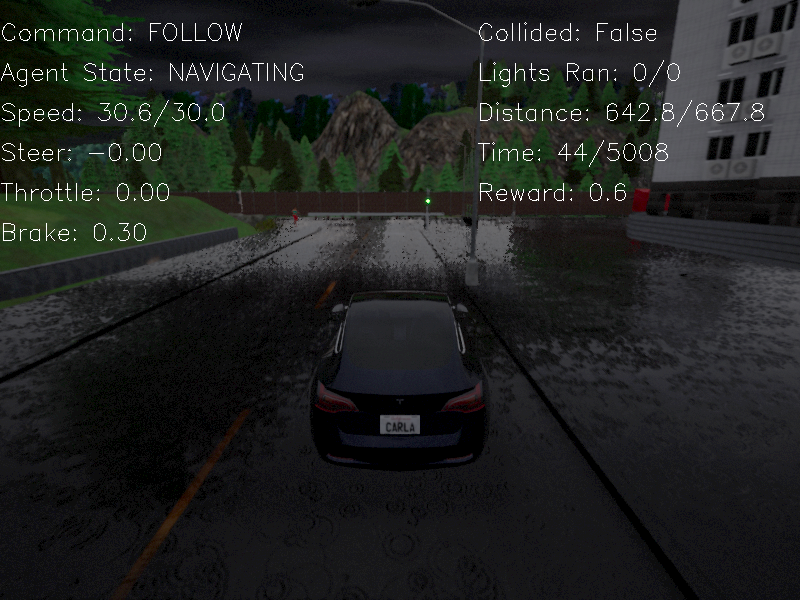 Command: FOLLOW
Agent State: NAVIGATING
Speed: 30.6/30.0
Steer: −0.00
Throttle: 0.00
Brake: 0.30
Collided: False
Lights Ran: 0/0
Distance: 642.8/667.8
Time: 44/5008
Reward: 0.6
CARLA